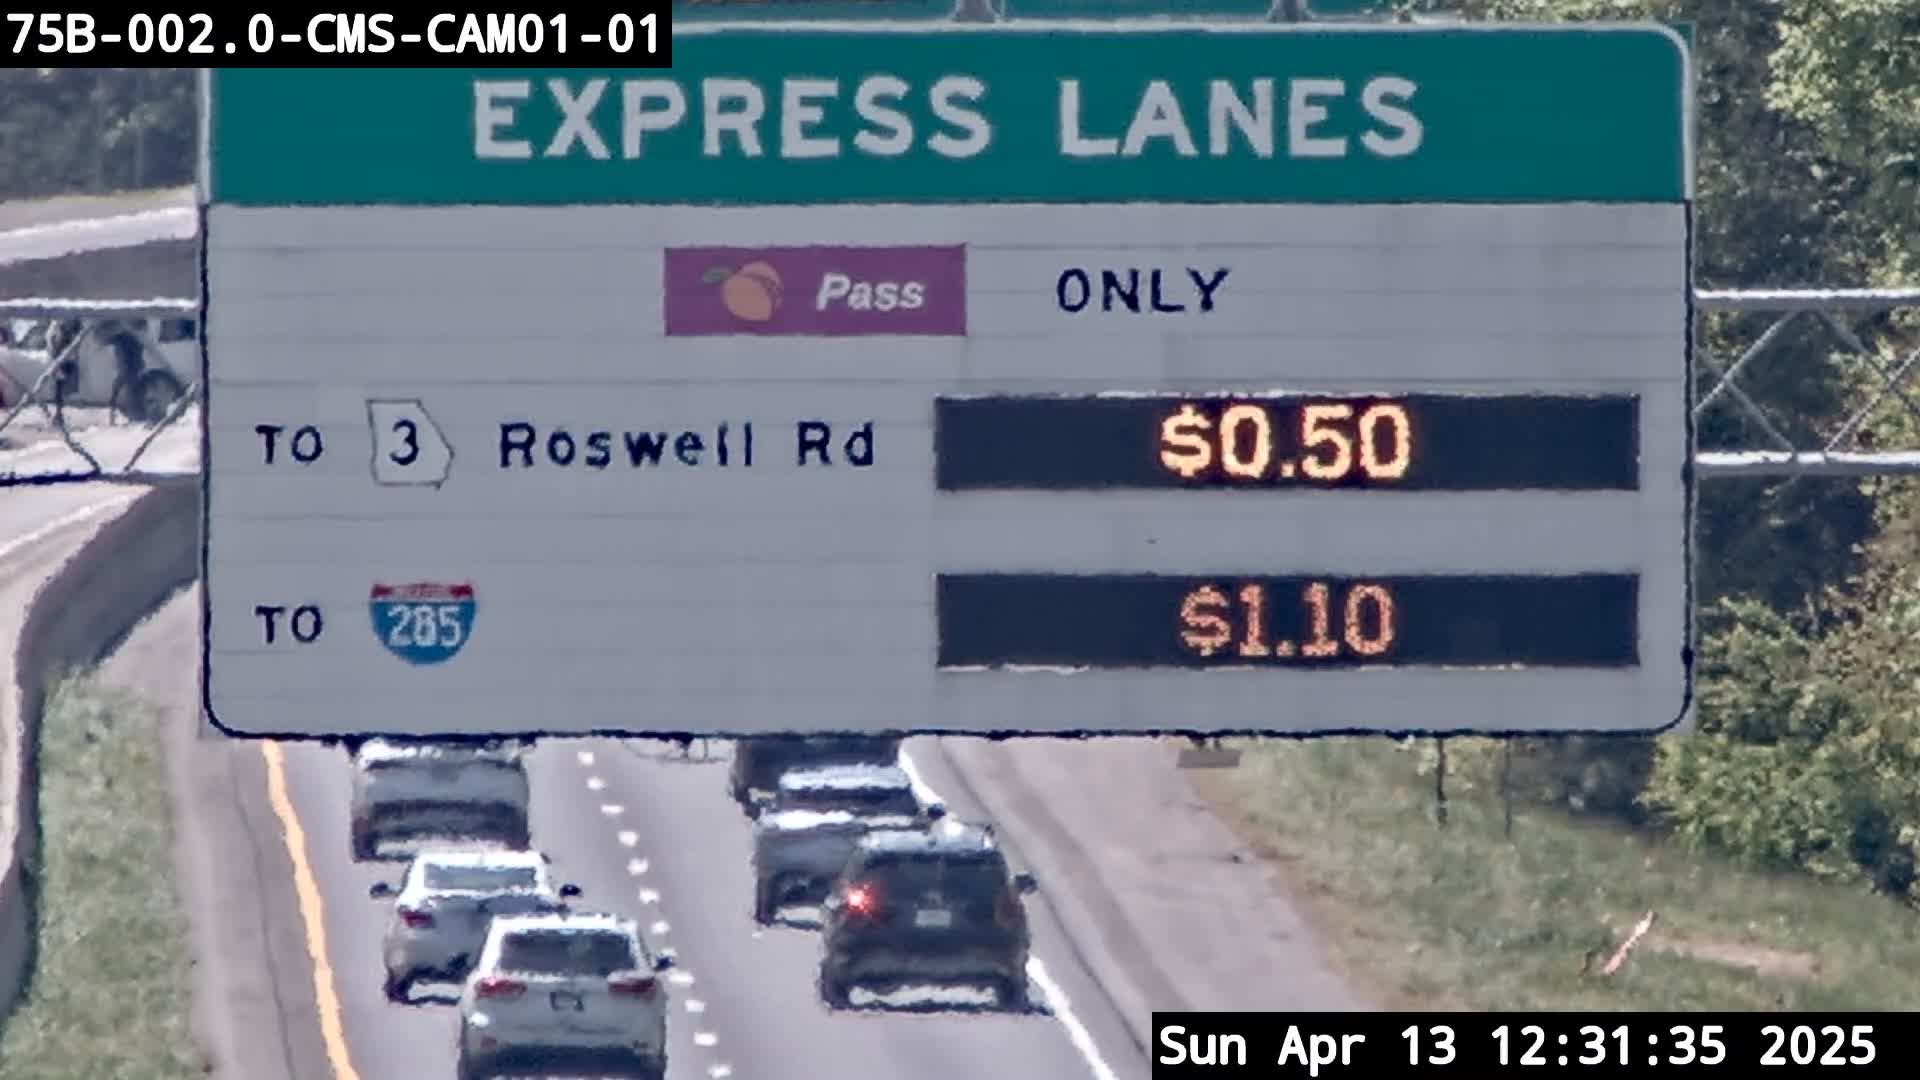 75B-002.0-CMS-CAM01-01
EXPRESS LANES
Pass ONLY
TO 3 Roswell Rd $0.50
TO 285 $1.10
Sun Apr 13 12:31:35 2025